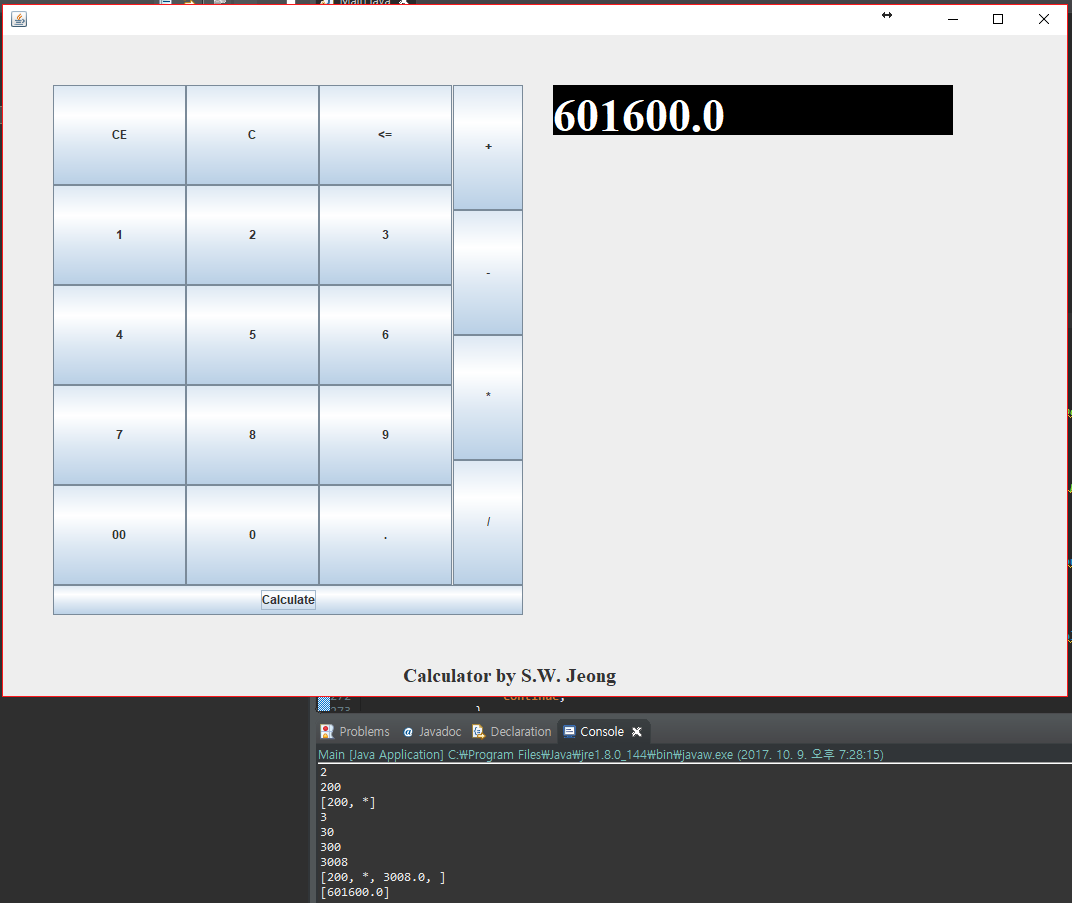 Main.java
CE C <= +
1 2 3
-
4 5 6
*
7 8 9
00 0 . /
Calculate
601600.0
Calculator by S.W. Jeong
272 continue;
273 }
Problems Javadoc Declaration Console
Main [Java Application] C:₩Program Files₩Java₩jre1.8.0_144₩bin₩javaw.exe (2017. 10. 9. 오후 7:28:15)
2
200
[200, *]
3
30
300
3008
[200, *, 3008.0, ]
[601600.0]